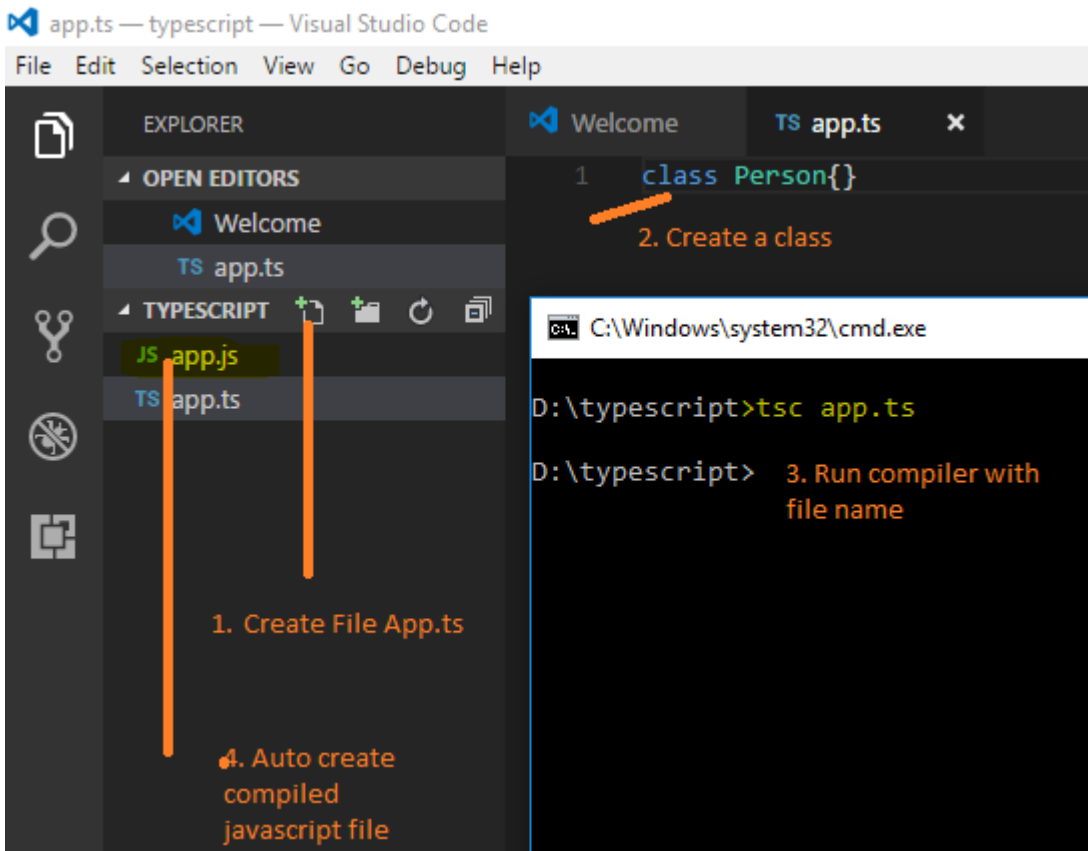 app.ts — typescript — Visual Studio Code
File Edit Selection View Go Debug Help
EXPLORER
OPEN EDITORS
Welcome
TS app.ts
TYPESCRIPT
JS app.js
TS app.ts
1. Create File App.ts
4. Auto create
compiled
javascript file
Welcome
TS app.ts ×
1 class Person{}
2. Create a class
C:\Windows\system32\cmd.exe
D:\typescript>tsc app.ts
D:\typescript>
3. Run compiler with
file name